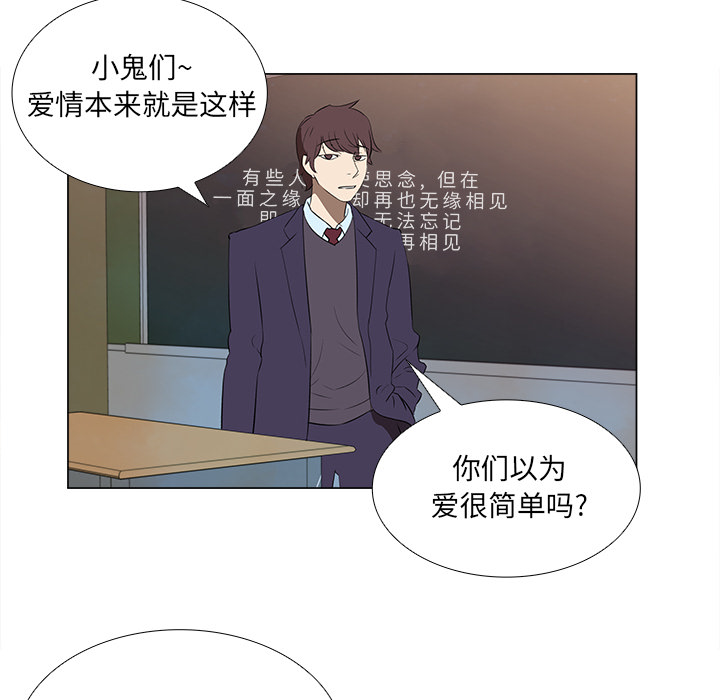 小鬼们~
爱情本来就是这样
有些人 思念，但在
一面之缘 却再也无缘相见
无法忘记
再相见
你们以为
爱很简单吗?